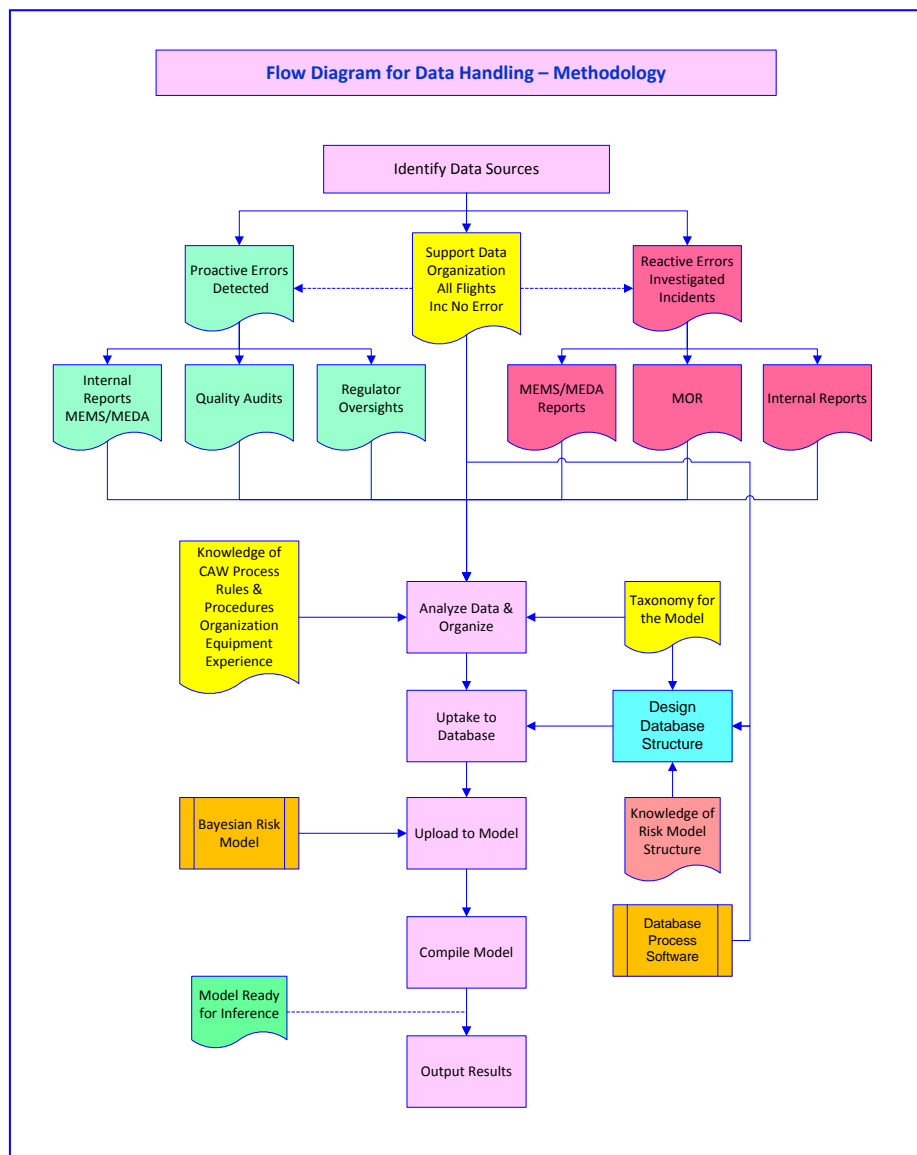 Flow Diagram for Data Handling – Methodology
Identify Data Sources
Proactive Errors
Detected
Support Data
Organization
All Flights
Inc No Error
Reactive Errors
Investigated
Incidents
Internal
Reports
MEMS/MEDA
Quality Audits
Regulator
Oversights
MEMS/MEDA
Reports
MOR
Internal Reports
Knowledge of
CAW Process
Rules &
Procedures
Organization
Equipment
Experience
Analyze Data &
Organize
Taxonomy for
the Model
Uptake to
Database
Design
Database
Structure
Bayesian Risk
Model
Upload to Model
Knowledge of
Risk Model
Structure
Compile Model
Database
Process
Software
Model Ready
for Inference
Output Results